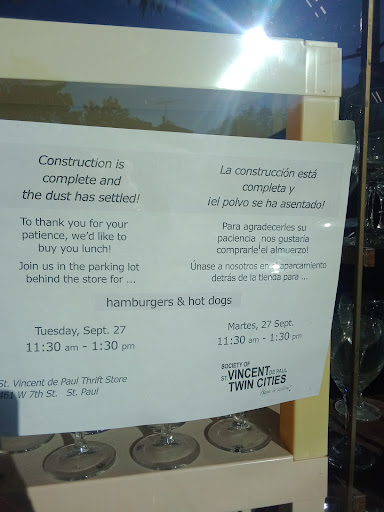 Construction is
complete and
the dust has settled!
To thank you for your
patience, we'd like to
buy you lunch!
Join us in the parking lot
behind the store for ...
La construcción está
completa y
¡el polvo se ha asentado!
Para agradecerles su
paciencia nos gustaría
comprarle el almuerzo!
Únase a nosotros en aparcamiento
detrás de la tienda para ...
hamburgers & hot dogs
Tuesday, Sept. 27
11:30 am - 1:30 pm
Martes, 27 Sept.
11:30 am - 1:30 pm
St. Vincent de Paul Thrift Store
461 W 7th St. St. Paul
SOCIETY OF
ST. VINCENT DE PAUL
TWIN CITIES